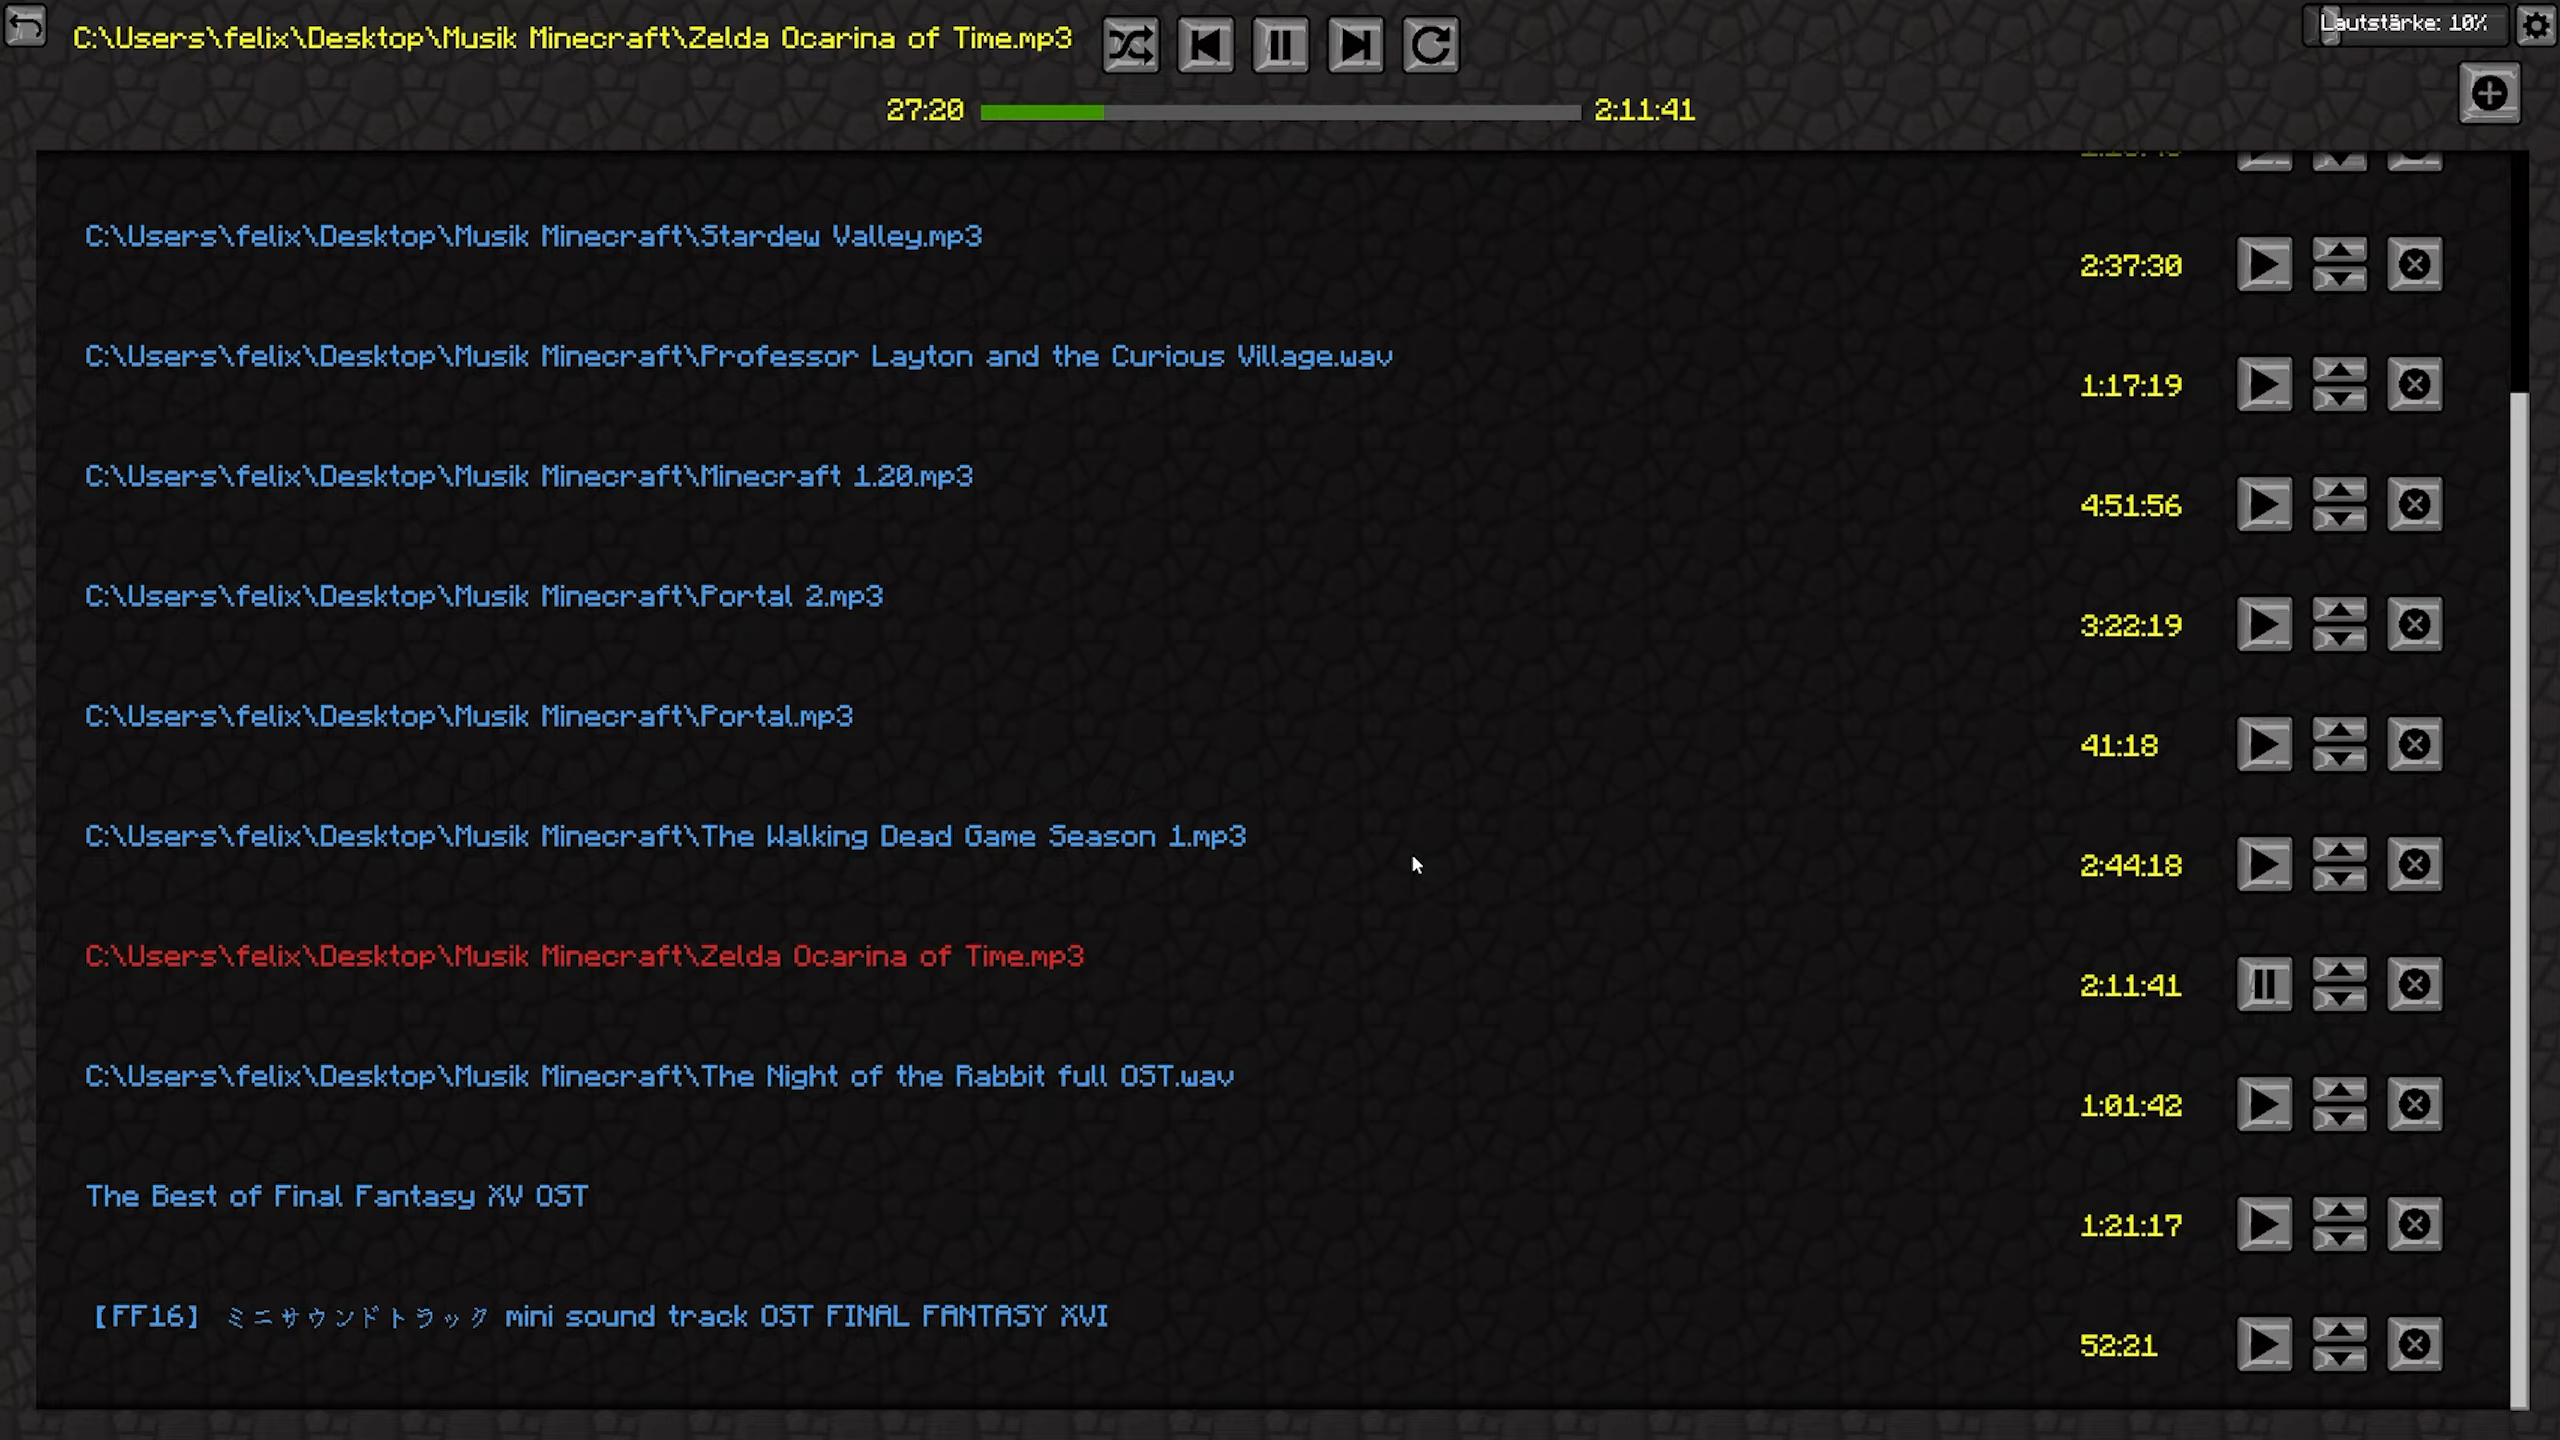 C:\Users\felix\Desktop\Musik Minecraft\Zelda Ocarina of Time.mp3
Lautstärke: 10%
27:20
2:11:41
C:\Users\felix\Desktop\Musik Minecraft\Stardew Valley.mp3
2:37:30
C:\Users\felix\Desktop\Musik Minecraft\Professor Layton and the Curious Village.wav
1:17:19
C:\Users\felix\Desktop\Musik Minecraft\Minecraft 1.20.mp3
4:51:56
C:\Users\felix\Desktop\Musik Minecraft\Portal 2.mp3
3:22:19
C:\Users\felix\Desktop\Musik Minecraft\Portal.mp3
41:18
C:\Users\felix\Desktop\Musik Minecraft\The Walking Dead Game Season 1.mp3
2:44:18
C:\Users\felix\Desktop\Musik Minecraft\Zelda Ocarina of Time.mp3
2:11:41
C:\Users\felix\Desktop\Musik Minecraft\The Night of the Rabbit full OST.wav
1:01:42
The Best of Final Fantasy XV OST
1:21:17
【FF16】 ミニサウンドトラック mini sound track OST FINAL FANTASY XVI
52:21